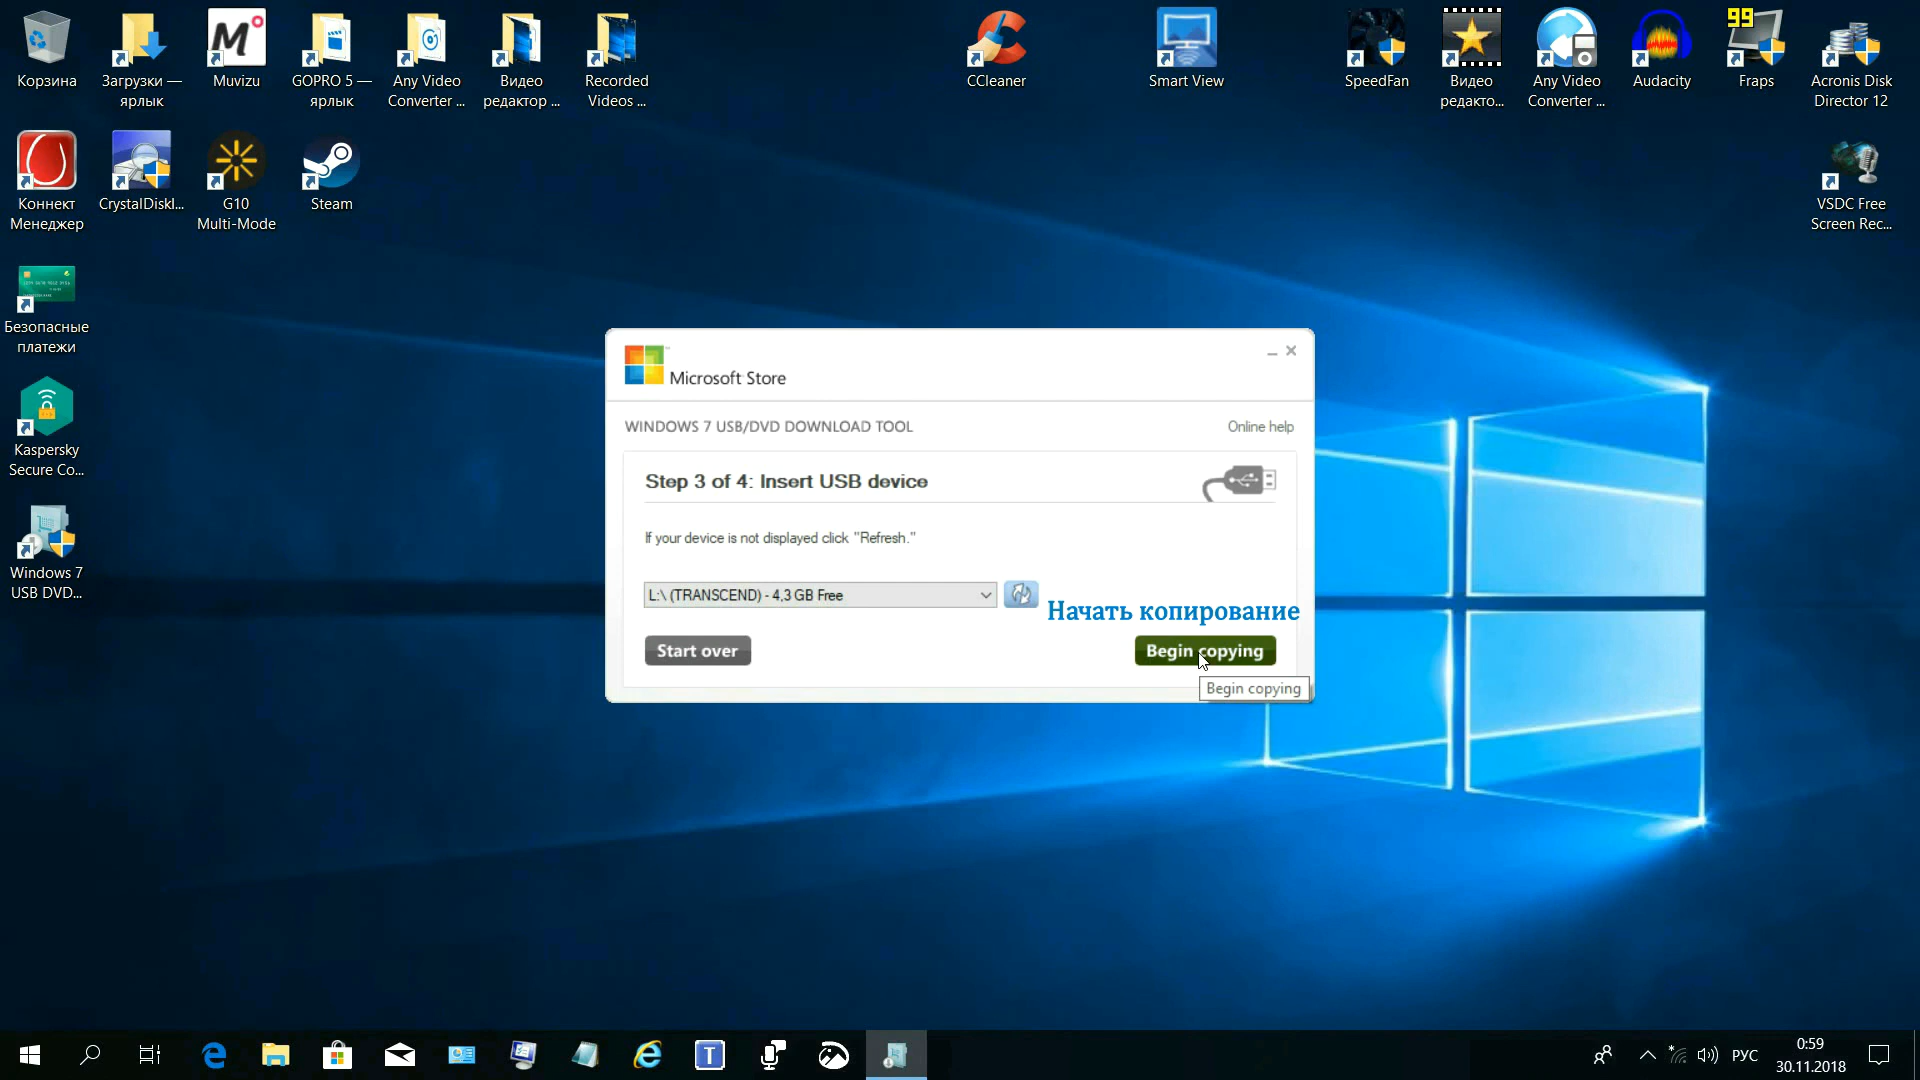 Корзина
Загрузки —
ярлык
Muvizu
GOPRO 5 —
ярлык
Any Video
Converter ...
Видео
редактор ...
Recorded
Videos ...
CCleaner
Smart View
SpeedFan
Видео
редакто...
Any Video
Converter ...
Audacity
99
Fraps
Acronis Disk
Director 12
Коннект
Менеджер
CrystalDiskI...
G10
Multi-Mode
Steam
VSDC Free
Screen Rec...
Безопасные
платежи
Kaspersky
Secure Co...
Windows 7
USB DVD...
Microsoft Store
WINDOWS 7 USB/DVD DOWNLOAD TOOL
Online help
Step 3 of 4: Insert USB device
If your device is not displayed click "Refresh."
L:\ (TRANSCEND) - 4,3 GB Free
Начать копирование
Start over
Begin copying
Begin copying
РУС
0:59
30.11.2018